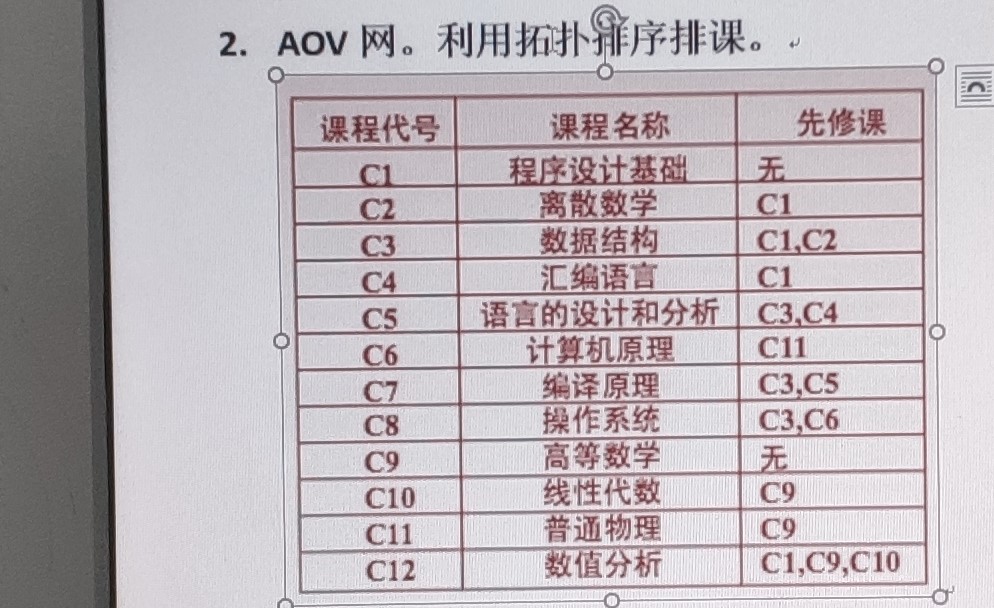 2. AOV 网。利用拓扑排序排课。
课程代号 课程名称 先修课
C1 程序设计基础 无
C2 离散数学 C1
C3 数据结构 C1,C2
C4 汇编语言 C1
C5 语言的设计和分析 C3,C4
C6 计算机原理 C11
C7 编译原理 C3,C5
C8 操作系统 C3,C6
C9 高等数学 无
C10 线性代数 C9
C11 普通物理 C9
C12 数值分析 C1,C9,C10